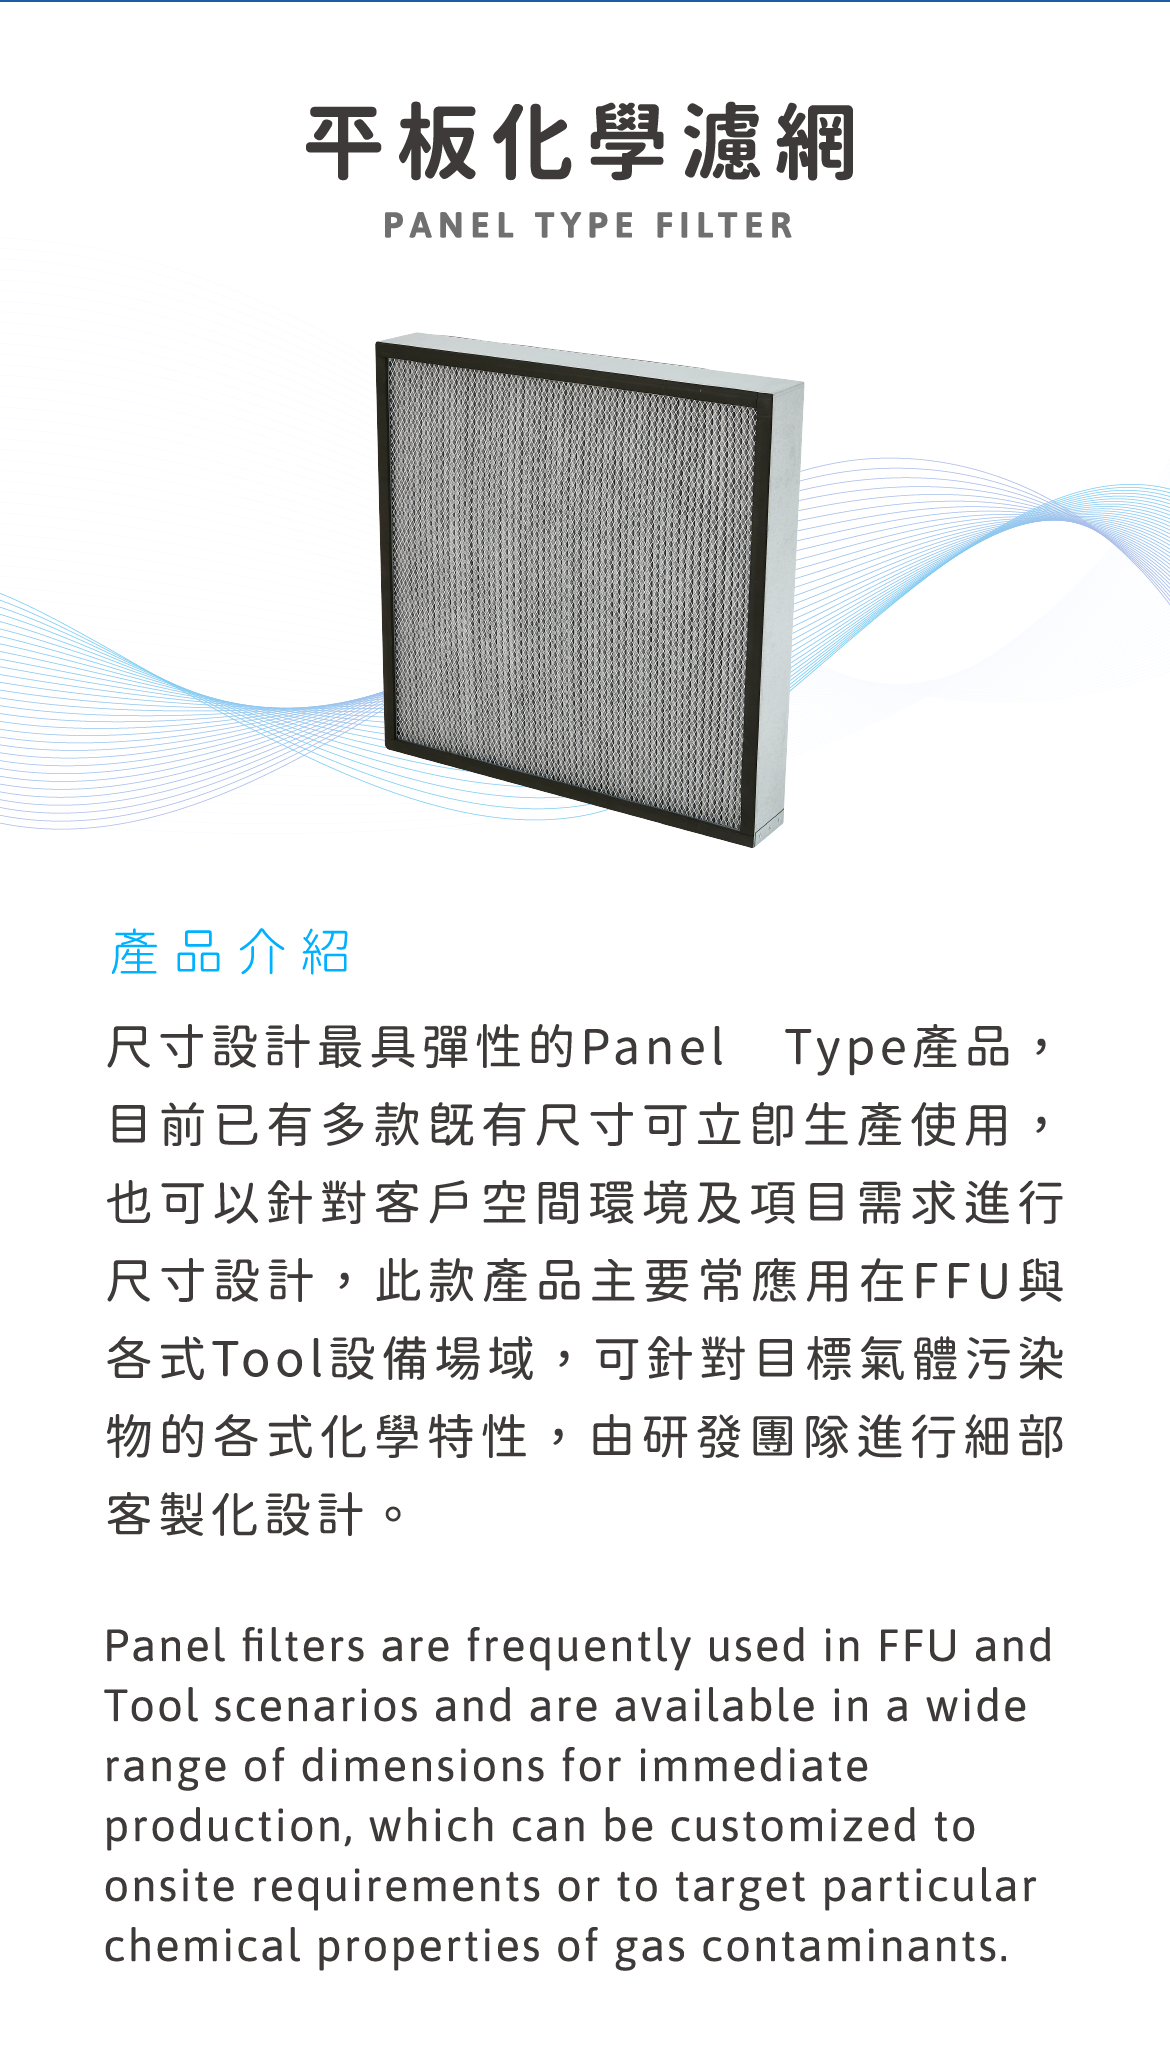 平板化學濾網
PANEL TYPE FILTER
產品介紹
尺寸設計最具彈性的Panel Type產品，
目前已有多款既有尺寸可立即生產使用，
也可以針對客戶空間環境及項目需求進行
尺寸設計，此款產品主要常應用在FFU與
各式Tool設備場域，可針對目標氣體污染
物的各式化學特性，由研發團隊進行細部
客製化設計。
Panel filters are frequently used in FFU and
Tool scenarios and are available in a wide
range of dimensions for immediate
production, which can be customized to
onsite requirements or to target particular
chemical properties of gas contaminants.